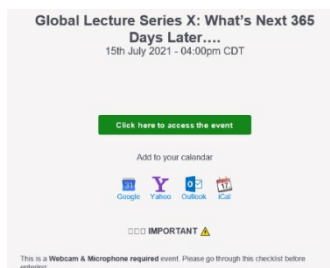 Global Lecture Series X: What's Next 365
Days Later....
15th July 2021 - 04:00pm CDT
Click here to access the event
Add to your calendar
Google Yahoo Outlook iCal
IMPORTANT
This is a Webcam & Microphone required event. Please go through this checklist before
entering